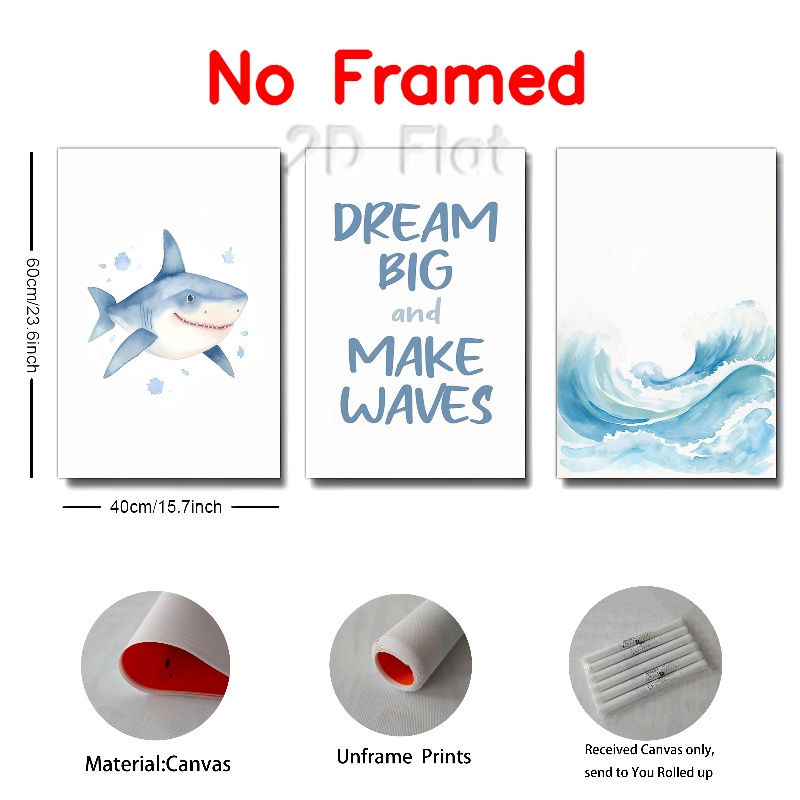 No Framed
2D Flat
60cm/23.6inch
DREAM
BIG
and
MAKE
WAVES
40cm/15.7inch
Material:Canvas
Unframe Prints
Received Canvas only,
send to You Rolled up